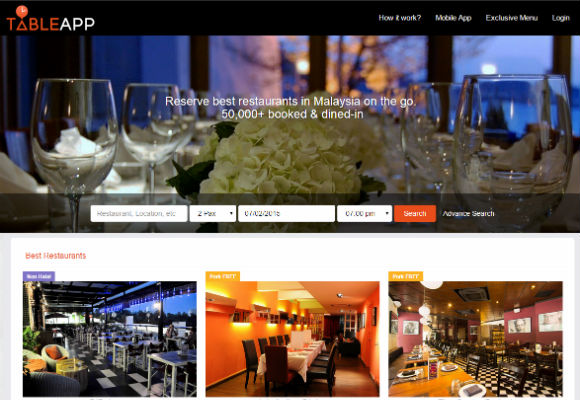 TABLEAPP
How it work?
Mobile App
Exclusive Menu
Login
Reserve best restaurants in Malaysia on the go.
50,000+ booked & dined-in
Restaurant, Location, etc
2 Pax
07/02/2015
07:00 pm
Search
Advance Search
Best Restaurants
Non Halal
Pork FREE
Pork FREE